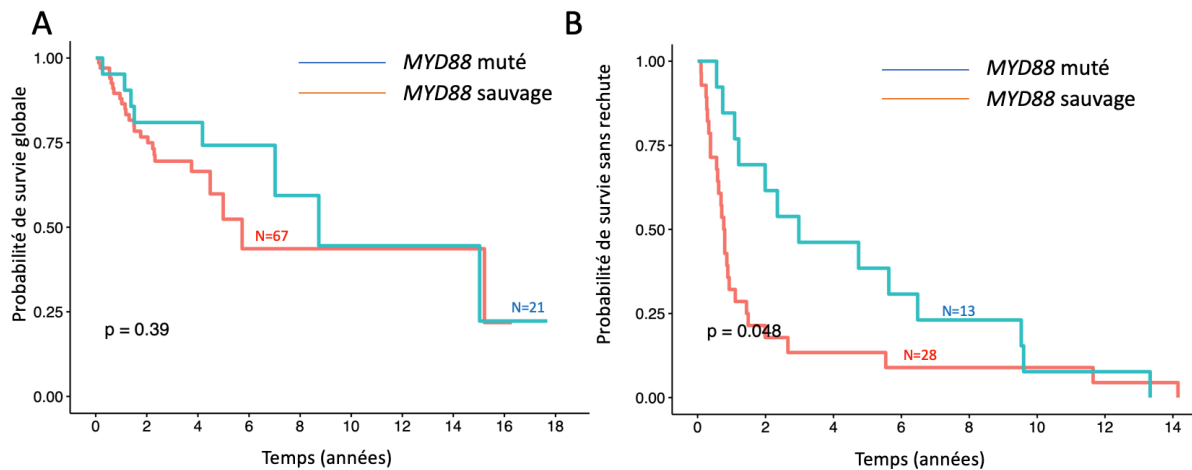 A
Probabilité de survie globale
1.00
0.75
0.50
0.25
0.00
MYD88 muté
MYD88 sauvage
N=67
N=21
p = 0.39
0 2 4 6 8 10 12 14 16 18
Temps (années)
B
Probabilité de survie sans rechute
1.00
0.75
0.50
0.25
0.00
MYD88 muté
MYD88 sauvage
N=13
p = 0.048
N=28
0 2 4 6 8 10 12 14
Temps (années)